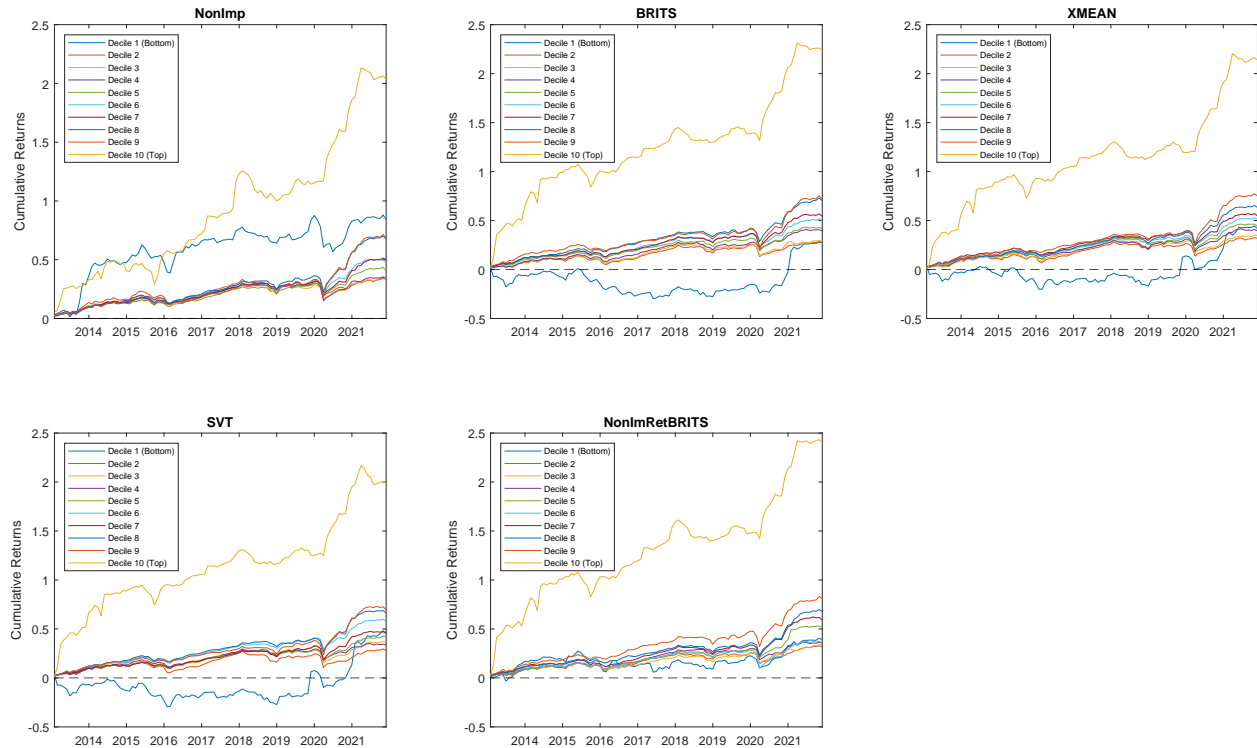 NonImp
2.5
2
1.5
1
0.5
0
Cumulative Returns
Decile 1 (Bottom)
Decile 2
Decile 3
Decile 4
Decile 5
Decile 6
Decile 7
Decile 8
Decile 9
Decile 10 (Top)
2014 2015 2016 2017 2018 2019 2020 2021
BRITS
2.5
2
1.5
1
0.5
0
-0.5
Cumulative Returns
Decile 1 (Bottom)
Decile 2
Decile 3
Decile 4
Decile 5
Decile 6
Decile 7
Decile 8
Decile 9
Decile 10 (Top)
2014 2015 2016 2017 2018 2019 2020 2021
XMEAN
2.5
2
1.5
1
0.5
0
-0.5
Cumulative Returns
Decile 1 (Bottom)
Decile 2
Decile 3
Decile 4
Decile 5
Decile 6
Decile 7
Decile 8
Decile 9
Decile 10 (Top)
2014 2015 2016 2017 2018 2019 2020 2021
SVT
2.5
2
1.5
1
0.5
0
-0.5
Cumulative Returns
Decile 1 (Bottom)
Decile 2
Decile 3
Decile 4
Decile 5
Decile 6
Decile 7
Decile 8
Decile 9
Decile 10 (Top)
2014 2015 2016 2017 2018 2019 2020 2021
NonImRetBRITS
2.5
2
1.5
1
0.5
0
-0.5
Cumulative Returns
Decile 1 (Bottom)
Decile 2
Decile 3
Decile 4
Decile 5
Decile 6
Decile 7
Decile 8
Decile 9
Decile 10 (Top)
2014 2015 2016 2017 2018 2019 2020 2021